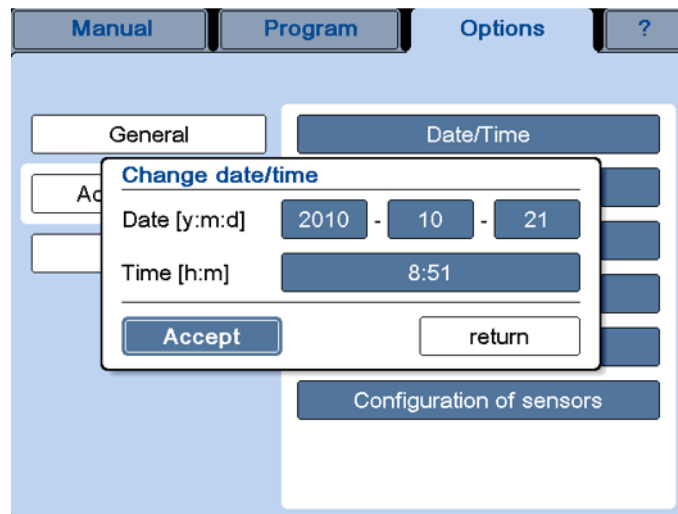 Manual Program Options ?
General Date/Time
Change date/time
Date [y:m:d] 2010 - 10 - 21
Time [h:m] 8:51
Accept return
Configuration of sensors